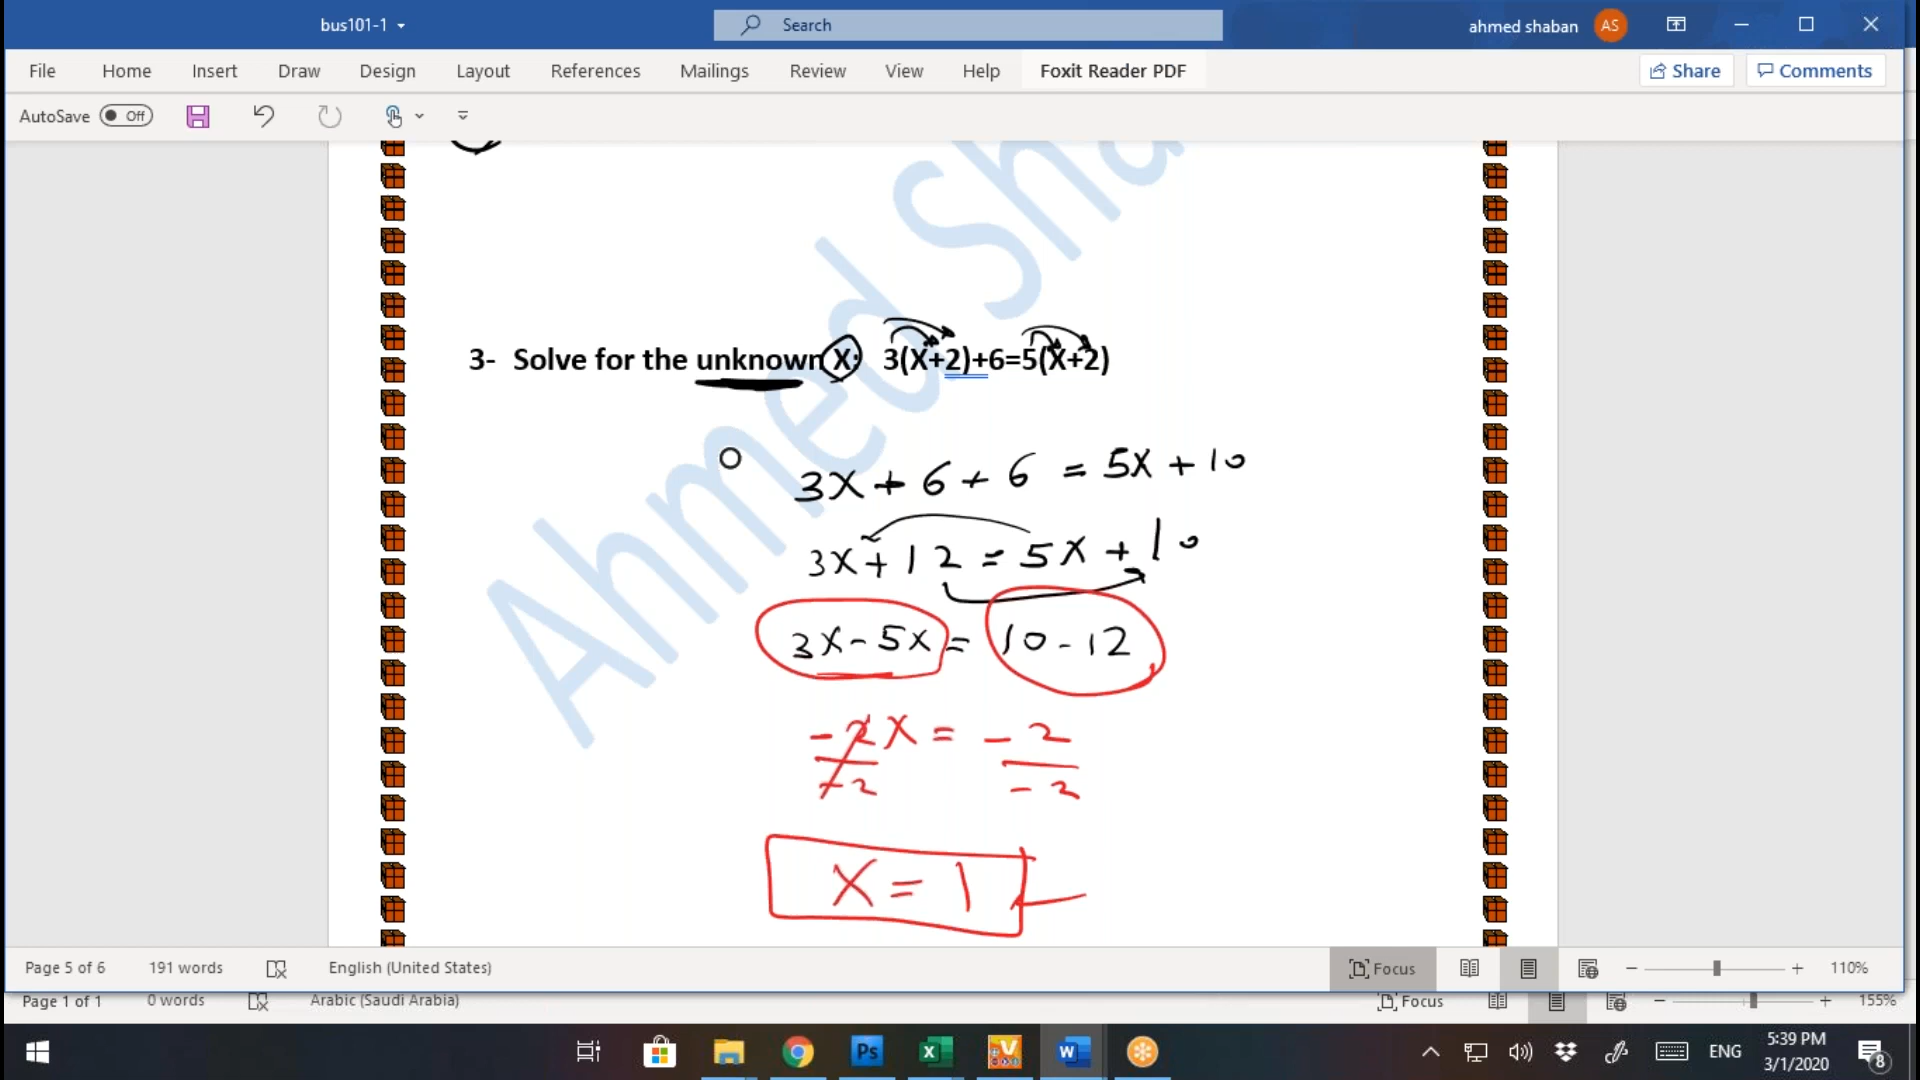 bus101-1
Search
ahmed shaban
AS
File Home Insert Draw Design Layout References Mailings Review View Help Foxit Reader PDF
Share
Comments
AutoSave Off
Ahmed Sha
3- Solve for the unknown X: 3(X+2)+6=5(X+2)
3X + 6 + 6 = 5X + 10
3X + 12 = 5X + 10
3X - 5X = 10 - 12
-2X = -2
-2 -2
X = 1
Page 5 of 6 191 words English (United States) Focus 110%
Page 1 of 1 0 words Arabic (Saudi Arabia) Focus 155%
Ps
ENG
5:39 PM
3/1/2020
8